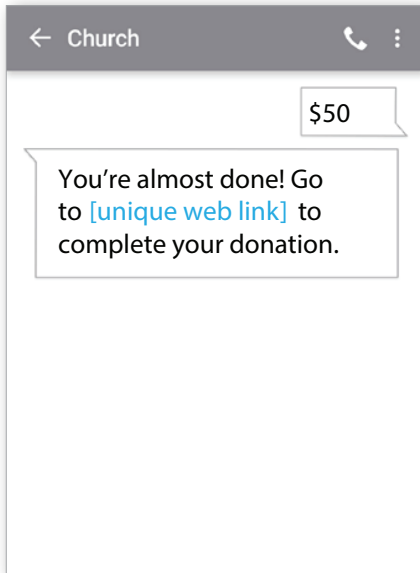 Church
$50
You're almost done! Go
to [unique web link] to
complete your donation.